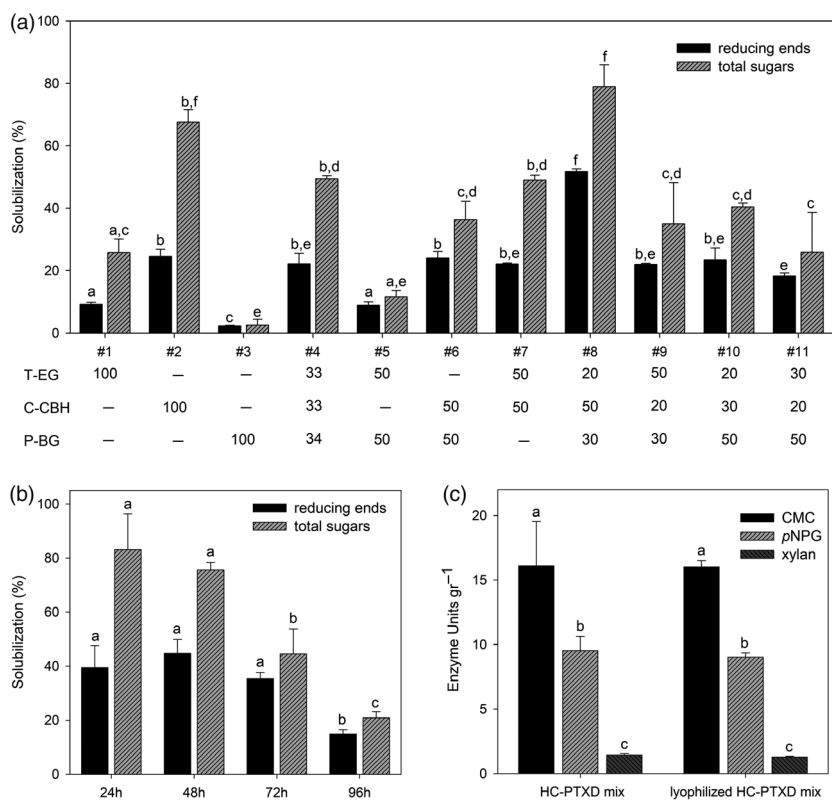 (a)
100
80
60
40
20
0
Solubilization (%)
reducing ends
total sugars
a a,c b b,f c e b,e b,d a a,e b c,d b,e b,d f f b,e c,d b,e c,d e c
#1 #2 #3 #4 #5 #6 #7 #8 #9 #10 #11
T-EG 100 — — 33 50 — 50 20 50 20 30
C-CBH — 100 — 33 — 50 50 50 20 30 20
P-BG — — 100 34 50 50 — 30 30 50 50
(b)
100
80
60
40
20
0
Solubilization (%)
reducing ends
total sugars
a a a a a b b c
24h 48h 72h 96h
(c)
20
15
10
5
0
Enzyme Units gr⁻¹
CMC
pNPG
xylan
a b c a b c
HC-PTXD mix lyophilized HC-PTXD mix